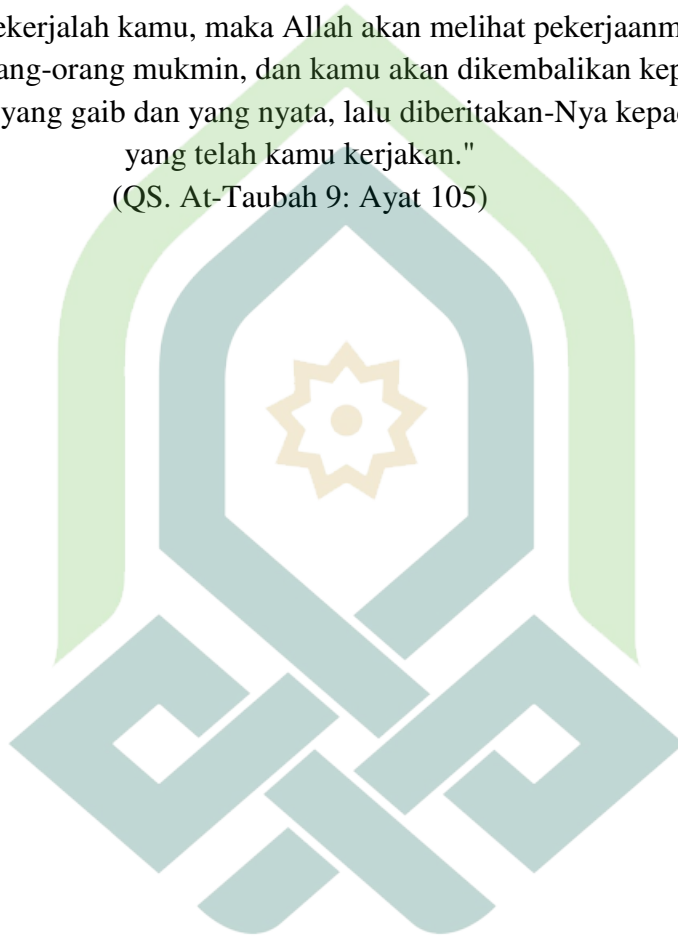 ekerjalah kamu, maka Allah akan melihat pekerjaanm
ang-orang mukmin, dan kamu akan dikembalikan kep
yang gaib dan yang nyata, lalu diberitakan-Nya kepad
yang telah kamu kerjakan."
(QS. At-Taubah 9: Ayat 105)